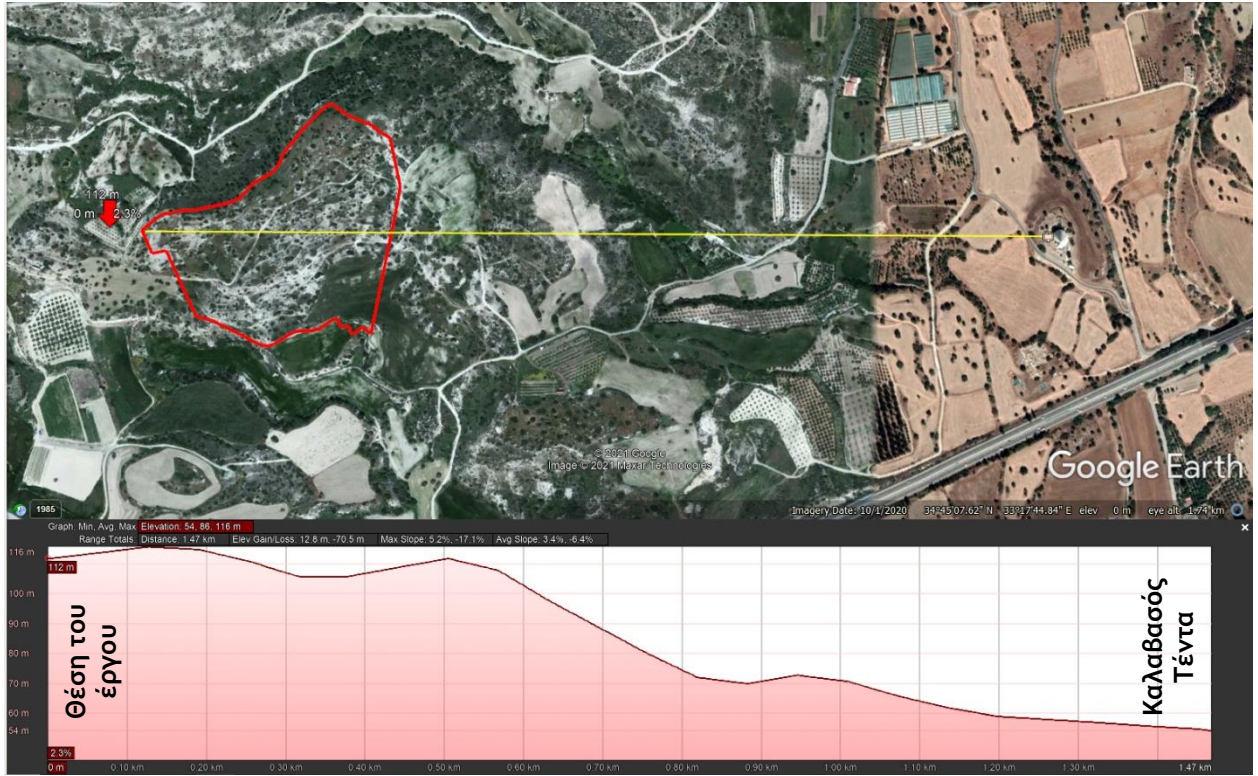 112 m
0 m 2.3%
© 2021 Google
Image © 2021 Maxar Technologies
Google Earth
1985
Imagery Date: 10/1/2020 34°45'07.62" N 33°17'44.84" E elev 0 m eye alt 1.74 km
Graph: Min, Avg, Max Elevation: 54, 86, 116 m
Range Totals: Distance: 1.47 km Elev Gain/Loss: 12.8 m, -70.5 m Max Slope: 5.2%, -17.1% Avg Slope: 3.4%, -6.4%
116 m
112 m
100 m
90 m
80 m
70 m
60 m
54 m
Θέση του
έργου
Καλαβασός
Τέντα
2.3%
0 m 0.10 km 0.20 km 0.30 km 0.40 km 0.50 km 0.60 km 0.70 km 0.80 km 0.90 km 1.00 km 1.10 km 1.20 km 1.30 km 1.47 km